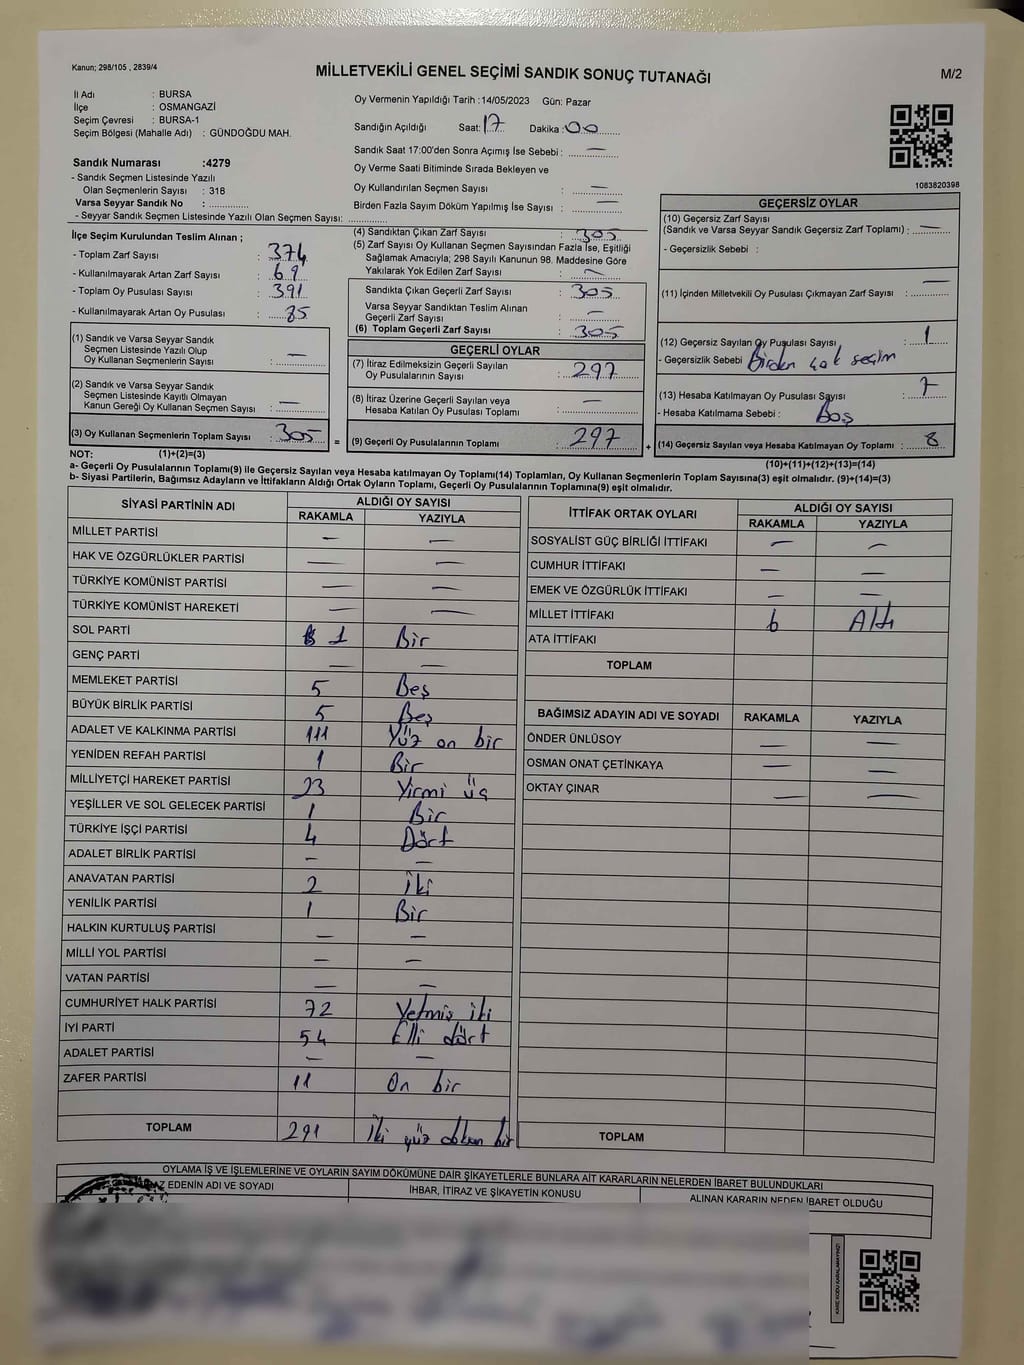 Kanun; 298/105 , 2839/4
MİLLETVEKİLİ GENEL SEÇİMİ SANDIK SONUÇ TUTANAĞI
M/2
İl Adı : BURSA
İlçe : OSMANGAZİ
Seçim Çevresi : BURSA-1
Seçim Bölgesi (Mahalle Adı) : GÜNDOĞDU MAH.
Sandık Numarası :4279
- Sandık Seçmen Listesinde Yazılı
Olan Seçmenlerin Sayısı : 318
Varsa Seyyar Sandık No : ..............
- Seyyar Sandık Seçmen Listesinde Yazılı Olan Seçmen Sayısı: ..............
Oy Vermenin Yapıldığı Tarih :14/05/2023 Gün: Pazar
Sandığın Açıldığı Saat: 17 Dakika : 00
Sandık Saat 17:00'den Sonra Açımış İse Sebebi : —
Oy Verme Saati Bitiminde Sırada Bekleyen ve
Oy Kullandırılan Seçmen Sayısı : —
Birden Fazla Sayım Döküm Yapılmış İse Sayısı : —
1083820398
İlçe Seçim Kurulundan Teslim Alınan ;
- Toplam Zarf Sayısı : 374
- Kullanılmayarak Artan Zarf Sayısı : 69
- Toplam Oy Pusulası Sayısı : 391
- Kullanılmayarak Artan Oy Pusulası : 85
(1) Sandık ve Varsa Seyyar Sandık
Seçmen Listesinde Yazılı Olup
Oy Kullanan Seçmenlerin Sayısı : —
(2) Sandık ve Varsa Seyyar Sandık
Seçmen Listesinde Kayıtlı Olmayan
Kanun Gereği Oy Kullanan Seçmen Sayısı : —
(3) Oy Kullanan Seçmenlerin Toplam Sayısı : 305
(4) Sandıktan Çıkan Zarf Sayısı : 305
(5) Zarf Sayısı Oy Kullanan Seçmen Sayısından Fazla İse, Eşitliği
Sağlamak Amacıyla; 298 Sayılı Kanunun 98. Maddesine Göre
Yakılarak Yok Edilen Zarf Sayısı : —
Sandıkta Çıkan Geçerli Zarf Sayısı : 305
Varsa Seyyar Sandıktan Teslim Alınan
Geçerli Zarf Sayısı : —
(6) Toplam Geçerli Zarf Sayısı : 305
GEÇERLİ OYLAR
(7) İtiraz Edilmeksizin Geçerli Sayılan
Oy Pusulalarının Sayısı : 297
(8) İtiraz Üzerine Geçerli Sayılan veya
Hesaba Katılan Oy Pusulası Toplamı : —
= (9) Geçerli Oy Pusulalarının Toplamı : 297
GEÇERSİZ OYLAR
(10) Geçersiz Zarf Sayısı
(Sandık ve Varsa Seyyar Sandık Geçersiz Zarf Toplamı) : —
- Geçersizlik Sebebi :
(11) İçinden Milletvekili Oy Pusulası Çıkmayan Zarf Sayısı : —
(12) Geçersiz Sayılan Oy Pusulası Sayısı : 1
- Geçersizlik Sebebi Birden çok seçim
(13) Hesaba Katılmayan Oy Pusulası Sayısı : 7
- Hesaba Katılmama Sebebi : Boş
+ (14) Geçersiz Sayılan veya Hesaba Katılmayan Oy Toplamı : 8
NOT: (1)+(2)=(3)
(10)+(11)+(12)+(13)=(14)
a- Geçerli Oy Pusulalarının Toplamı(9) ile Geçersiz Sayılan veya Hesaba katılmayan Oy Toplamı(14) Toplamları, Oy Kullanan Seçmenlerin Toplam Sayısına(3) eşit olmalıdır. (9)+(14)=(3)
b- Siyasi Partilerin, Bağımsız Adayların ve İttifakların Aldığı Ortak Oyların Toplamı, Geçerli Oy Pusulalarının Toplamına(9) eşit olmalıdır.
SİYASİ PARTİNİN ADI ALDIĞI OY SAYISI
RAKAMLA YAZIYLA
MİLLET PARTİSİ — —
HAK VE ÖZGÜRLÜKLER PARTİSİ — —
TÜRKİYE KOMÜNİST PARTİSİ — —
TÜRKİYE KOMÜNİST HAREKETİ — —
SOL PARTİ 1 Bir
GENÇ PARTİ — —
MEMLEKET PARTİSİ 5 Beş
BÜYÜK BİRLİK PARTİSİ 5 Beş
ADALET VE KALKINMA PARTİSİ 111 Yüz on bir
YENİDEN REFAH PARTİSİ 1 Bir
MİLLİYETÇİ HAREKET PARTİSİ 23 Yirmi üç
YEŞİLLER VE SOL GELECEK PARTİSİ 1 Bir
TÜRKİYE İŞÇİ PARTİSİ 4 Dört
ADALET BİRLİK PARTİSİ — —
ANAVATAN PARTİSİ 2 İki
YENİLİK PARTİSİ 1 Bir
HALKIN KURTULUŞ PARTİSİ — —
MİLLİ YOL PARTİSİ — —
VATAN PARTİSİ — —
CUMHURİYET HALK PARTİSİ 72 Yetmiş iki
İYİ PARTİ 54 Elli dört
ADALET PARTİSİ — —
ZAFER PARTİSİ 11 On bir
TOPLAM 291 İki yüz doksan bir
İTTİFAK ORTAK OYLARI ALDIĞI OY SAYISI
RAKAMLA YAZIYLA
SOSYALİST GÜÇ BİRLİĞİ İTTİFAKI — —
CUMHUR İTTİFAKI — —
EMEK VE ÖZGÜRLÜK İTTİFAKI — —
MİLLET İTTİFAKI 6 Altı
ATA İTTİFAKI
TOPLAM
BAĞIMSIZ ADAYIN ADI VE SOYADI RAKAMLA YAZIYLA
ÖNDER ÜNLÜSOY — —
OSMAN ONAT ÇETİNKAYA — —
OKTAY ÇINAR — —
TOPLAM
OYLAMA İŞ VE İŞLEMLERİNE VE OYLARIN SAYIM DÖKÜMÜNE DAİR ŞİKAYETLERLE BUNLARA AİT KARARLARIN NELERDEN İBARET BULUNDUKLARI
EDENİN ADI VE SOYADI İHBAR, İTİRAZ VE ŞİKAYETİN KONUSU ALINAN KARARIN NEDEN İBARET OLDUĞU
KARE KODU KARALAMAYINIZ!